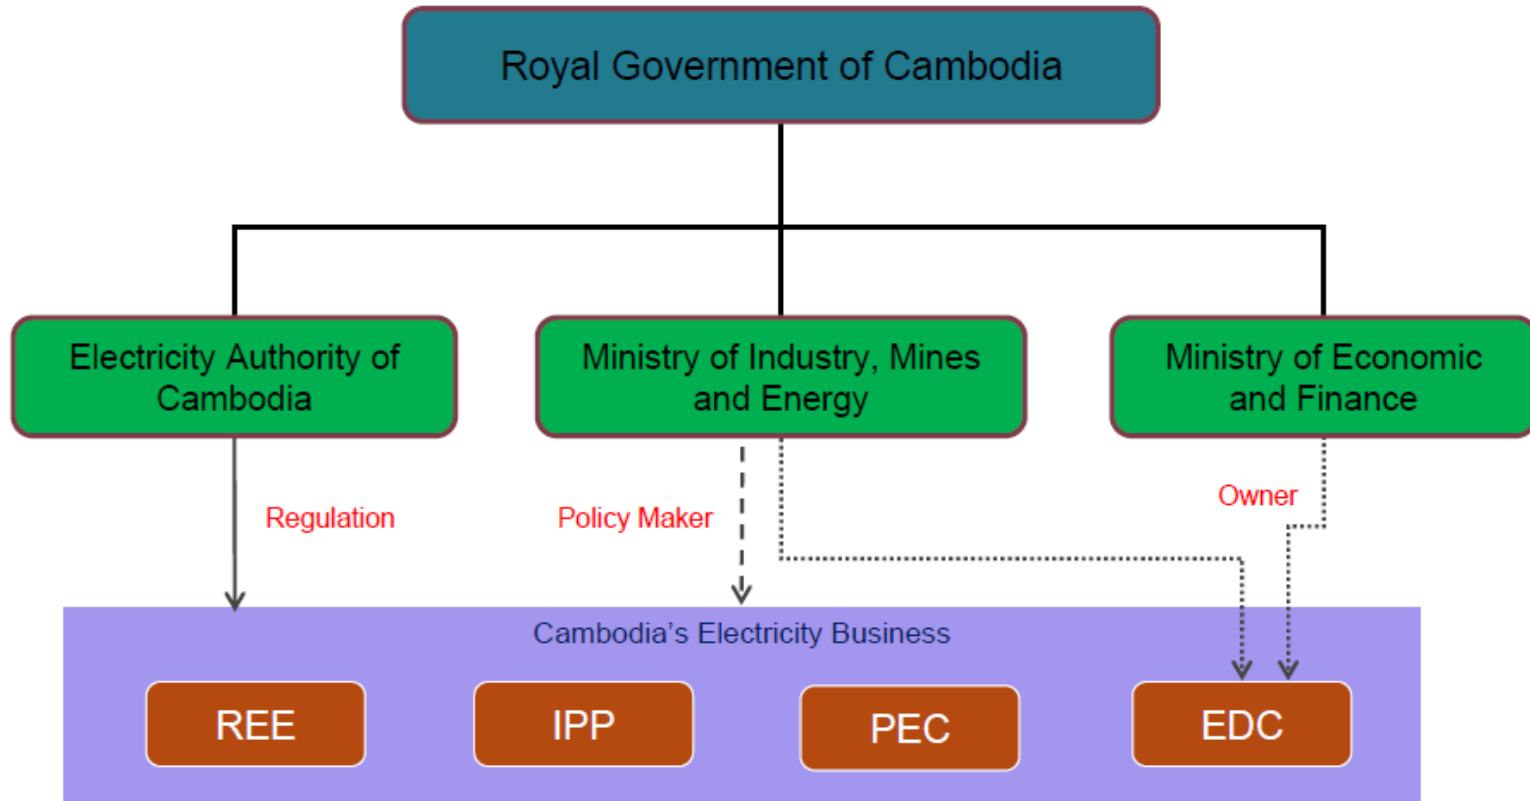 Royal Government of Cambodia
Electricity Authority of
Cambodia
Ministry of Industry, Mines
and Energy
Ministry of Economic
and Finance
Regulation
Policy Maker
Owner
Cambodia's Electricity Business
REE
IPP
PEC
EDC